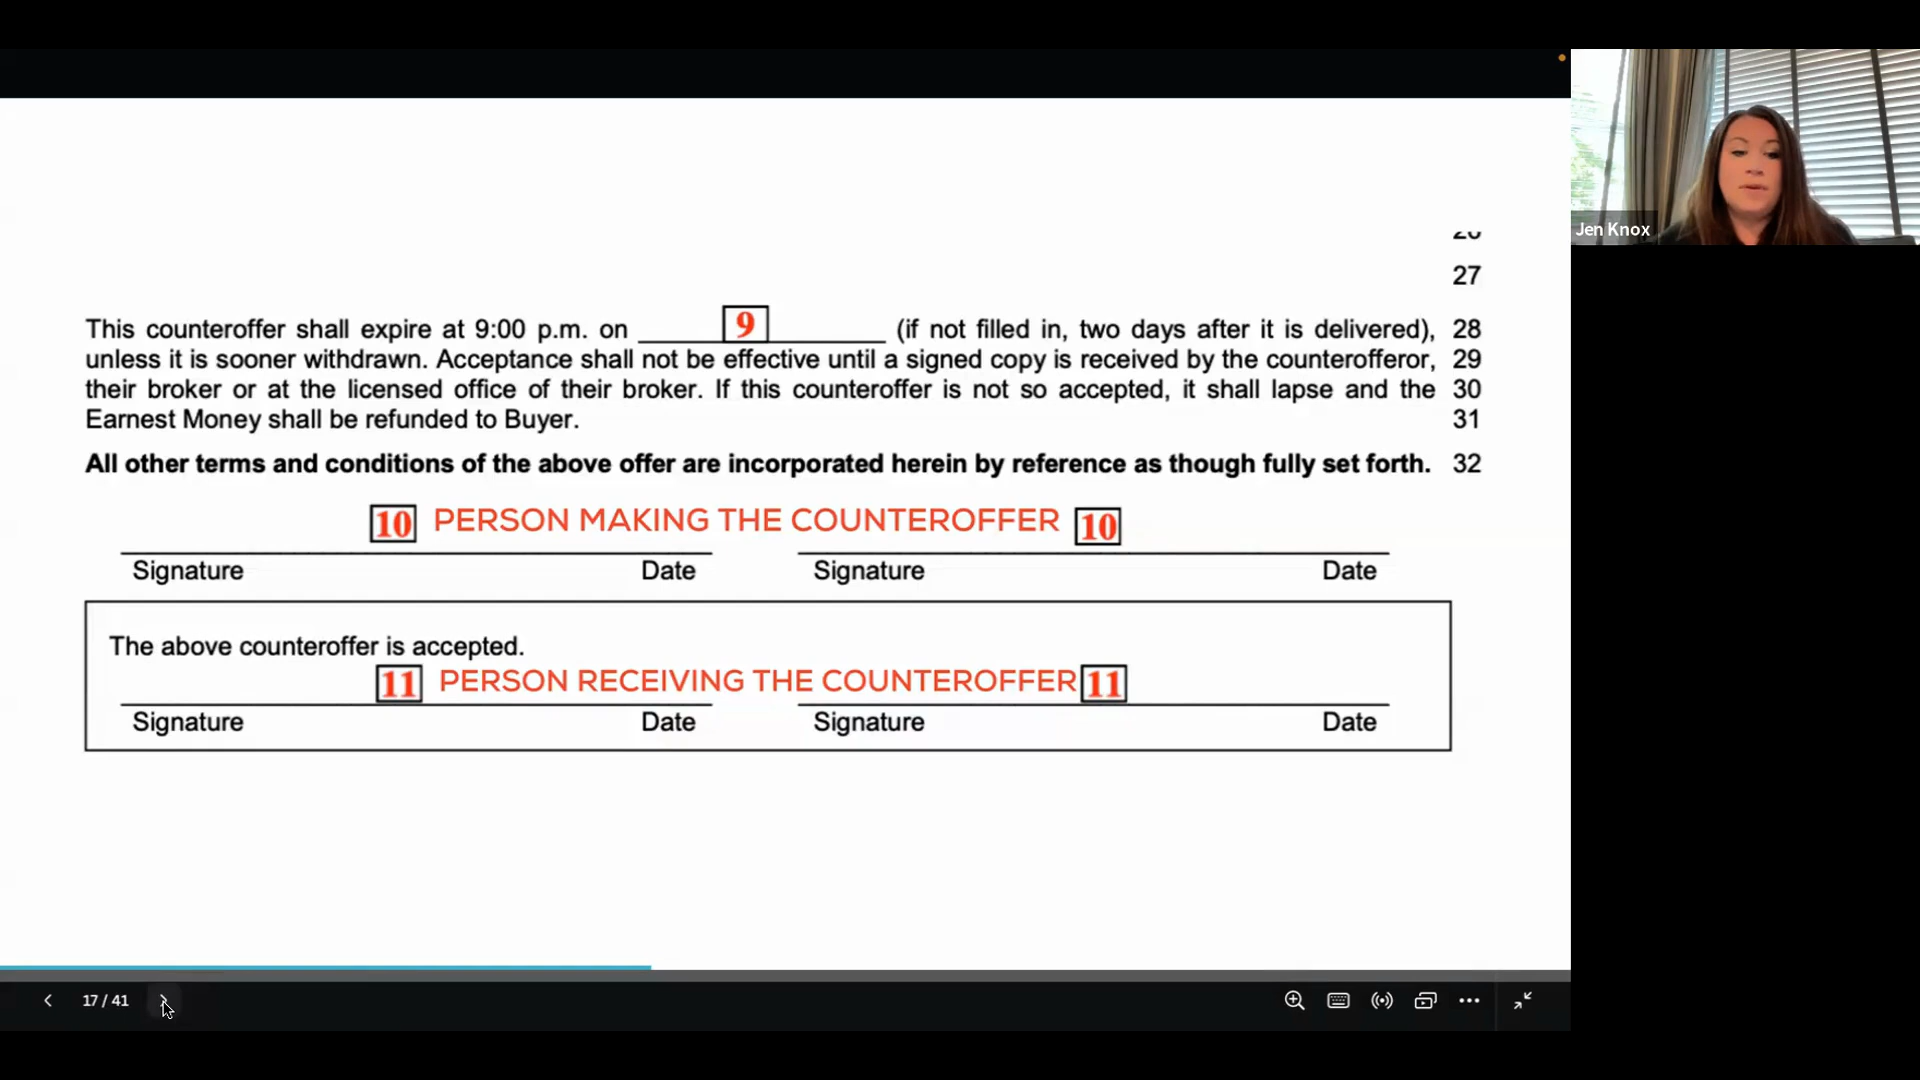 Jen Knox
27
This counteroffer shall expire at 9:00 p.m. on 9 (if not filled in, two days after it is delivered), 28
unless it is sooner withdrawn. Acceptance shall not be effective until a signed copy is received by the counterofferor, 29
their broker or at the licensed office of their broker. If this counteroffer is not so accepted, it shall lapse and the 30
Earnest Money shall be refunded to Buyer. 31
All other terms and conditions of the above offer are incorporated herein by reference as though fully set forth. 32
10 PERSON MAKING THE COUNTEROFFER 10
Signature Date Signature Date
The above counteroffer is accepted.
11 PERSON RECEIVING THE COUNTEROFFER 11
Signature Date Signature Date
17 / 41